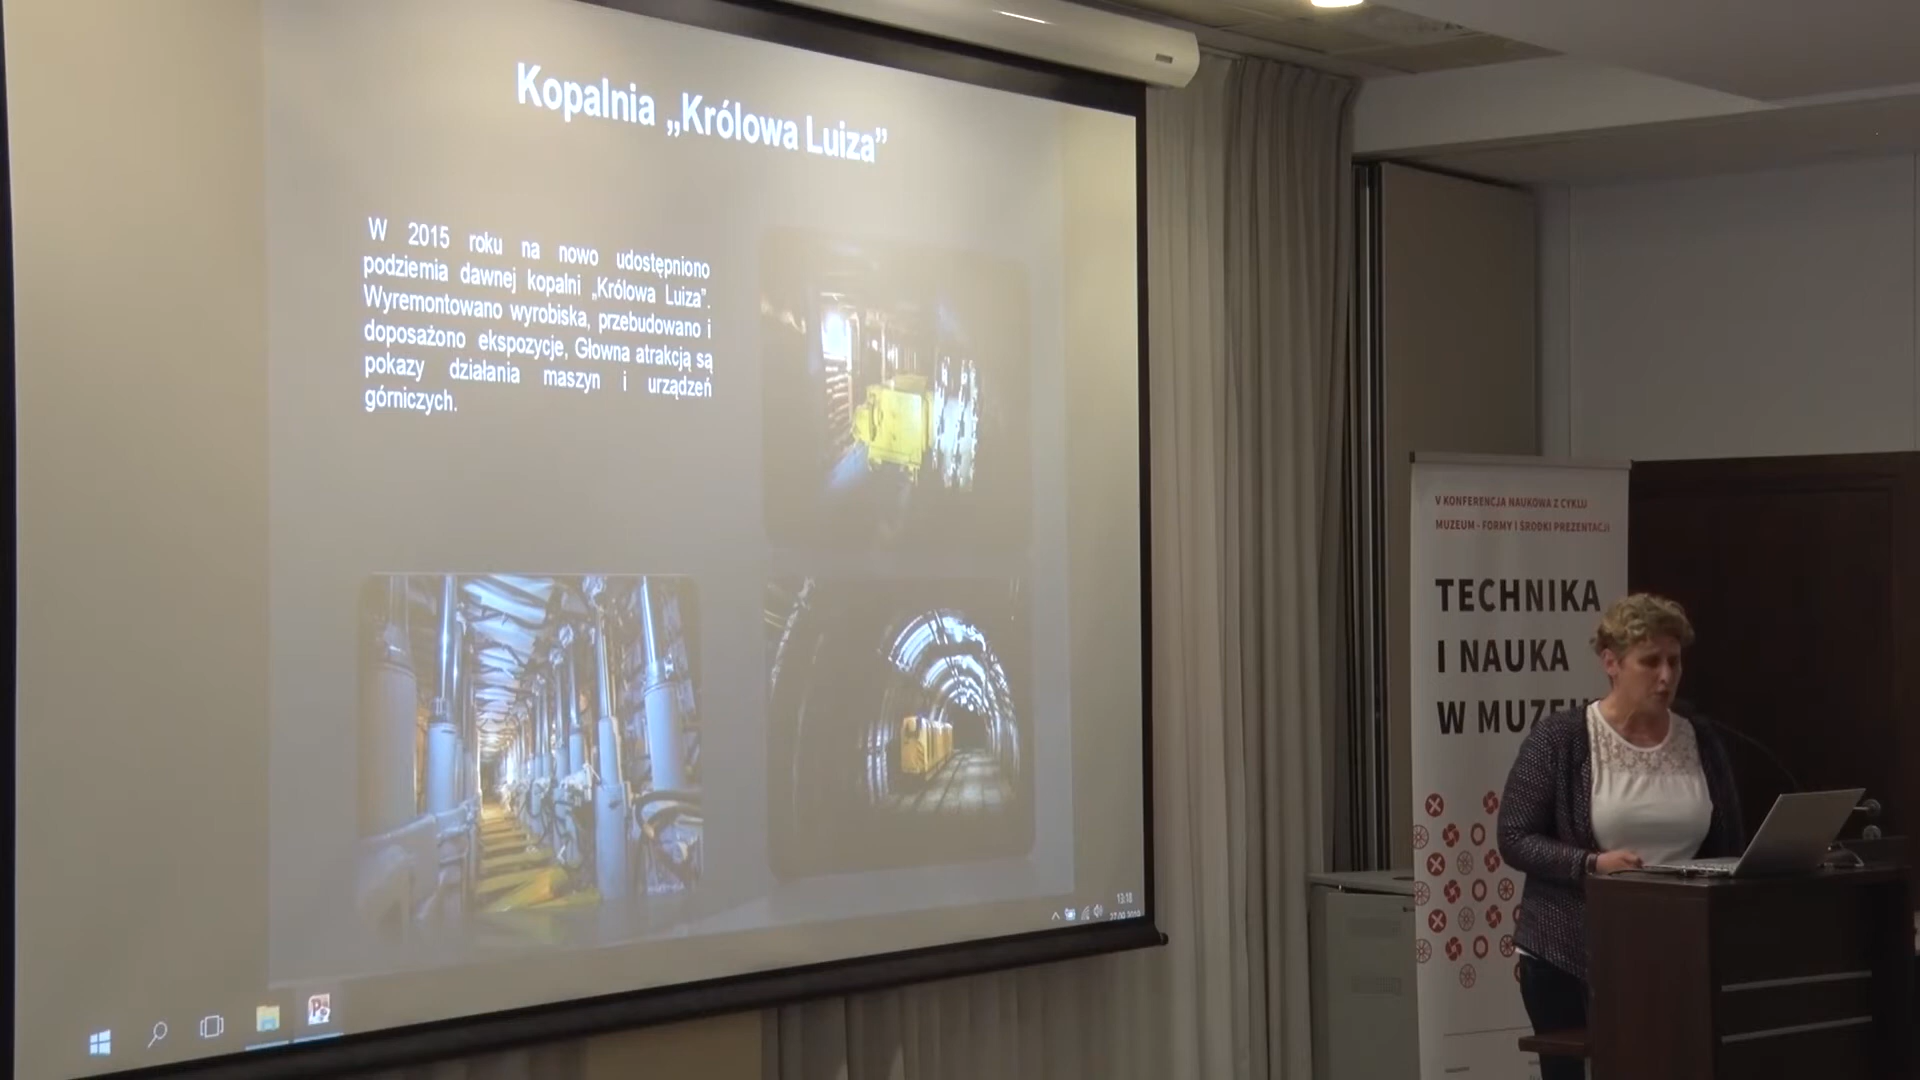 Kopalnia „Królowa Luiza”
W 2015 roku na nowo udostępniono
podziemia dawnej kopalni „Królowa Luiza”.
Wyremontowano wyrobiska, przebudowano i
doposażono ekspozycje, Głowna atrakcją są
pokazy działania maszyn i urządzeń
górniczych.
13:18
V KONFERENCJA NAUKOWA Z CYKLU
MUZEUM - FORMY I ŚRODKI PREZENTACJI
TECHNIKA
I NAUKA
W